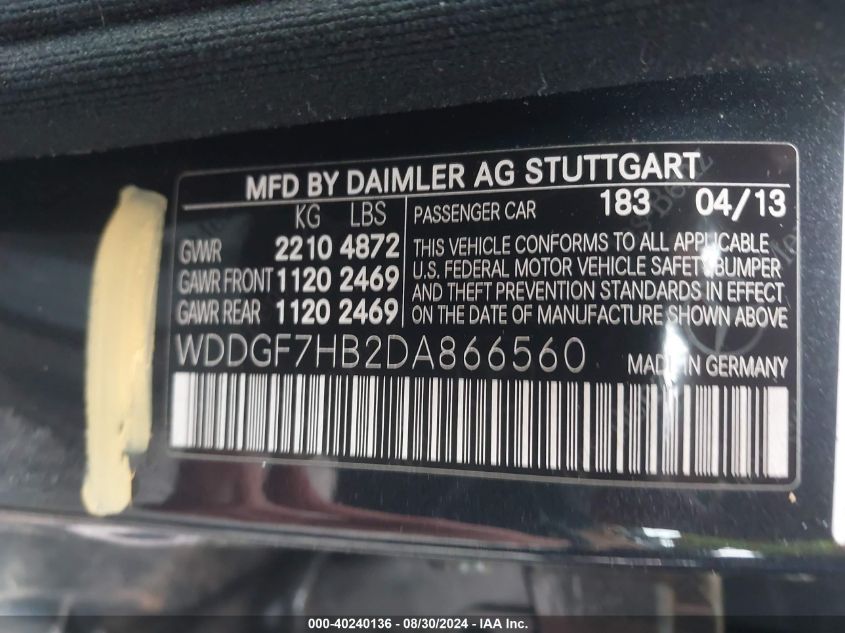 MFD BY DAIMLER AG STUTTGART
KG LBS PASSENGER CAR 183 04/13
GVWR 2210 4872
GAWR FRONT 1120 2469
GAWR REAR 1120 2469
THIS VEHICLE CONFORMS TO ALL APPLICABLE
U.S. FEDERAL MOTOR VEHICLE SAFETY, BUMPER
AND THEFT PREVENTION STANDARDS IN EFFECT
ON THE DATE OF MANUFACTURE SHOWN ABOVE
WDDGF7HB2DA866560 MADE IN GERMANY
000-40240136 - 08/30/2024 - IAA Inc.